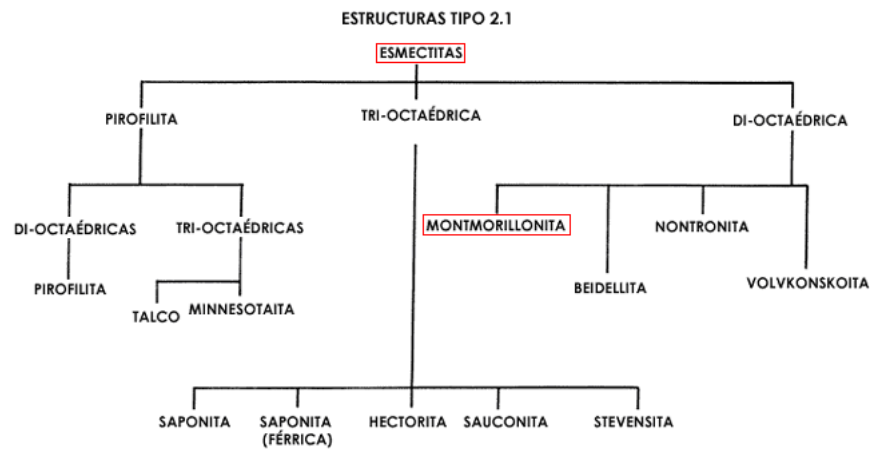 ESTRUCTURAS TIPO 2.1
ESMECTITAS
PIROFILITA
TRI-OCTAÉDRICA
DI-OCTAÉDRICA
DI-OCTAÉDRICAS
TRI-OCTAÉDRICAS
MONTMORILLONITA
NONTRONITA
PIROFILITA
TALCO
MINNESOTAITA
BEIDELLITA
VOLVKONSKOITA
SAPONITA
SAPONITA
(FÉRRICA)
HECTORITA
SAUCONITA
STEVENSITA